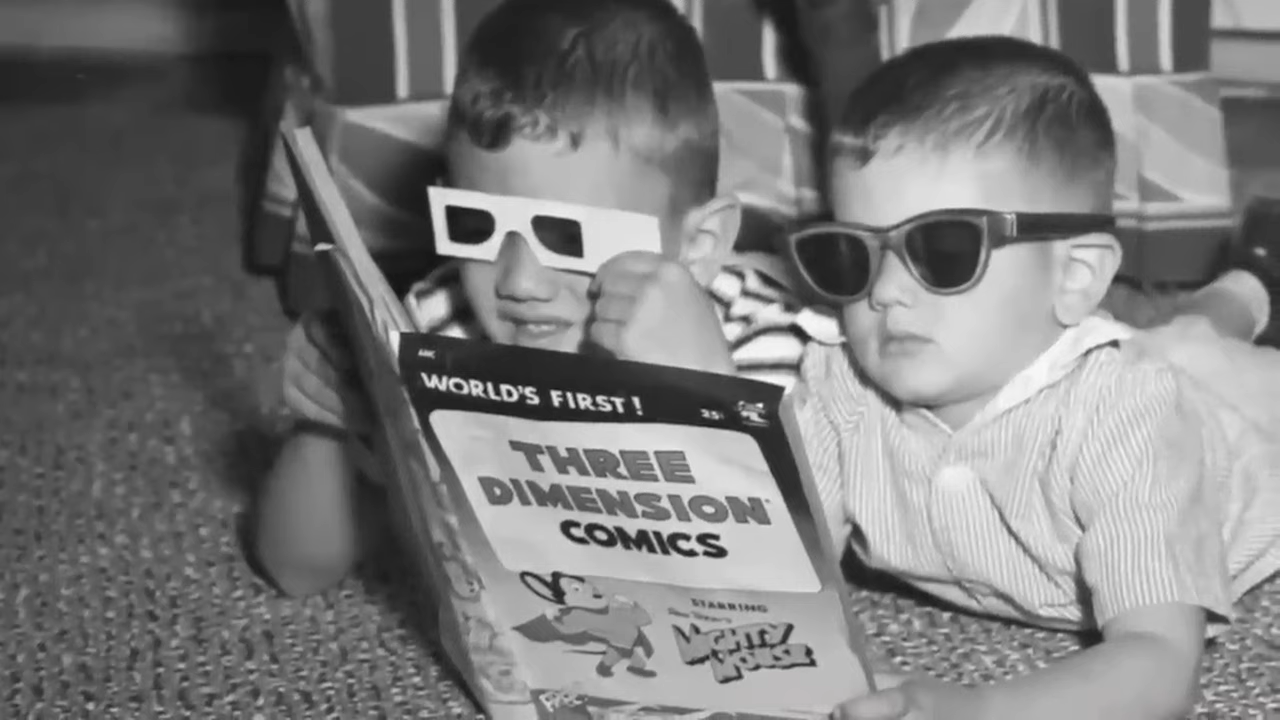 WORLD'S FIRST!
25¢
THREE
DIMENSION
COMICS
STARRING
MIGHTY
MOUSE